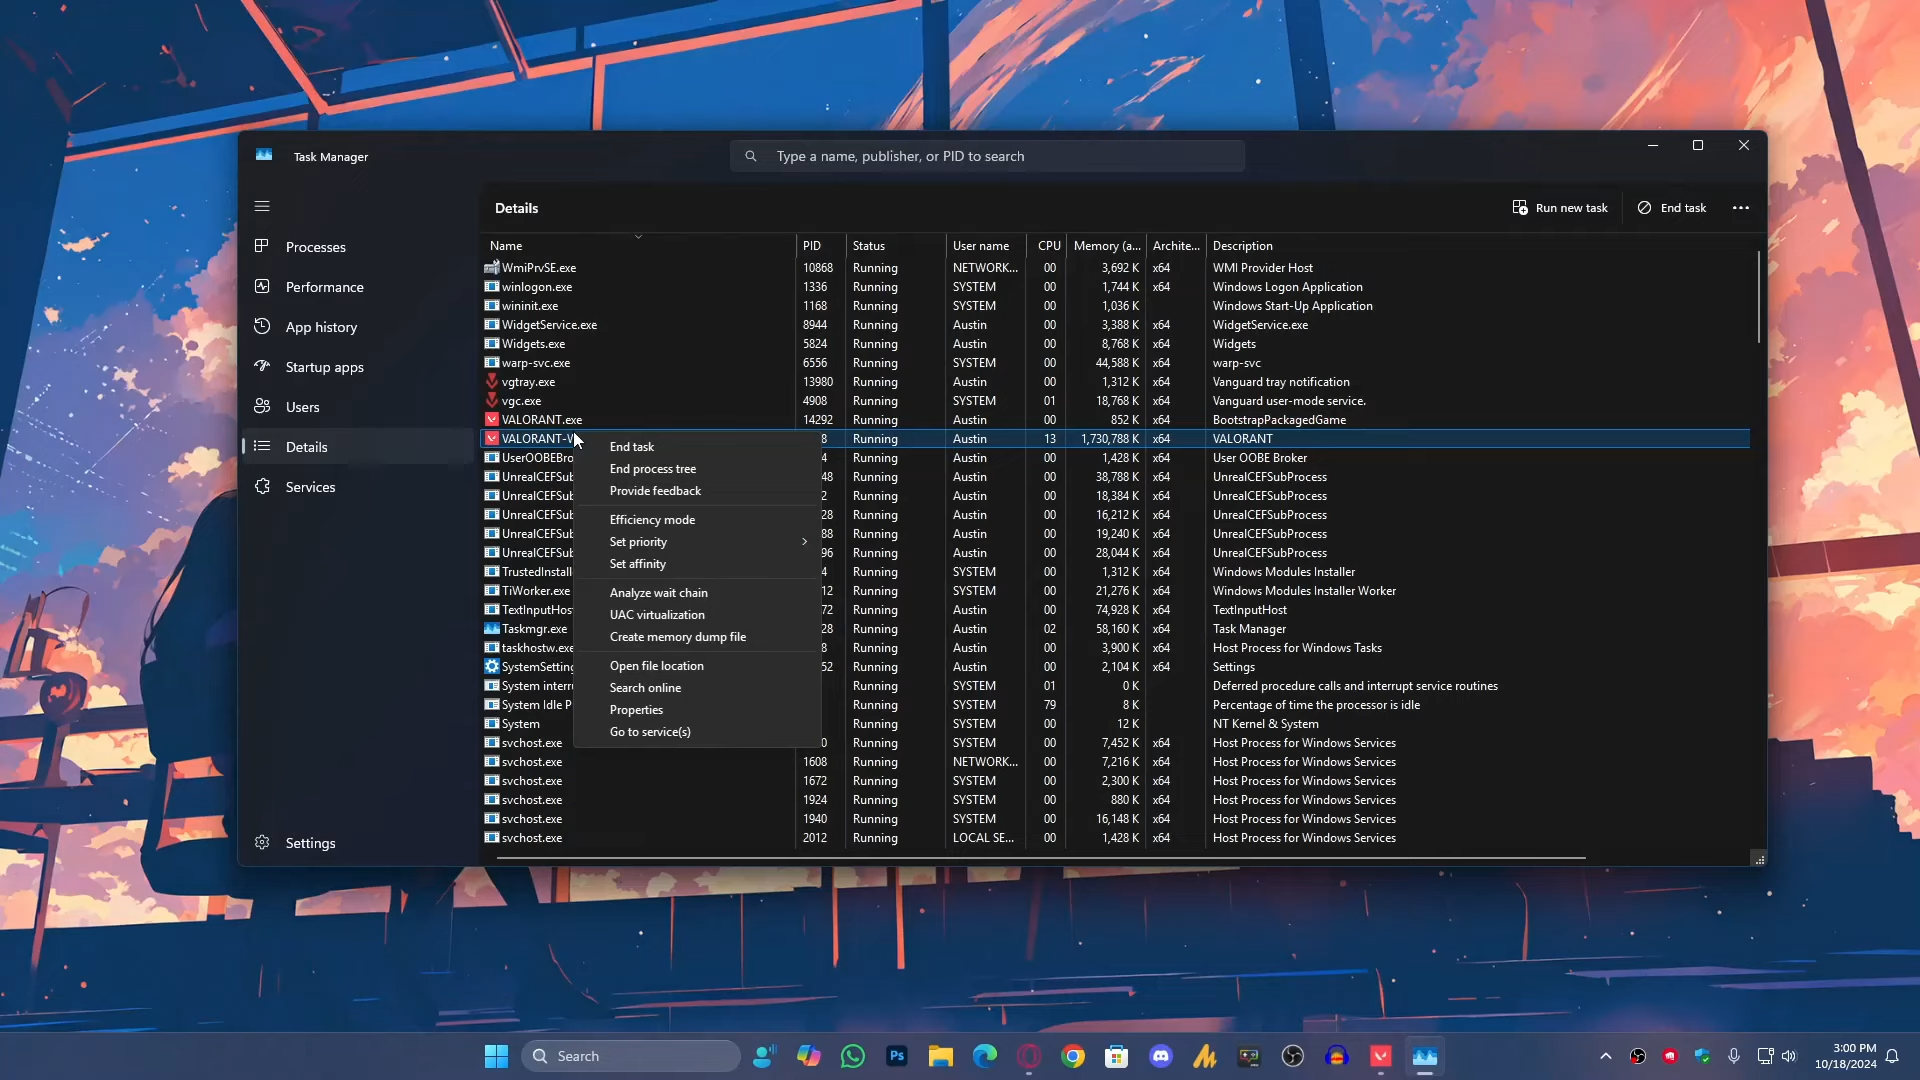 Task Manager
Type a name, publisher, or PID to search
Details
Run new task
End task
Processes
Performance
App history
Startup apps
Users
Details
Services
Settings
Name PID Status User name CPU Memory (a... Archite... Description
WmiPrvSE.exe 10868 Running NETWORK... 00 3,692 K x64 WMI Provider Host
winlogon.exe 1336 Running SYSTEM 00 1,744 K x64 Windows Logon Application
wininit.exe 1168 Running SYSTEM 00 1,036 K Windows Start-Up Application
WidgetService.exe 8944 Running Austin 00 3,388 K x64 WidgetService.exe
Widgets.exe 5824 Running Austin 00 8,768 K x64 Widgets
warp-svc.exe 6556 Running SYSTEM 00 44,588 K x64 warp-svc
vgtray.exe 13980 Running Austin 00 1,312 K x64 Vanguard tray notification
vgc.exe 4908 Running SYSTEM 01 18,768 K x64 Vanguard user-mode service.
VALORANT.exe 14292 Running Austin 00 852 K x64 BootstrapPackagedGame
VALORANT-W 8 Running Austin 13 1,730,788 K x64 VALORANT
UserOOBEBro 4 Running Austin 00 1,428 K x64 User OOBE Broker
UnrealCEFSub 48 Running Austin 00 38,788 K x64 UnrealCEFSubProcess
UnrealCEFSub 2 Running Austin 00 18,384 K x64 UnrealCEFSubProcess
UnrealCEFSub 28 Running Austin 00 16,212 K x64 UnrealCEFSubProcess
UnrealCEFSub 88 Running Austin 00 19,240 K x64 UnrealCEFSubProcess
UnrealCEFSub 96 Running Austin 00 28,044 K x64 UnrealCEFSubProcess
TrustedInstall 4 Running SYSTEM 00 1,312 K x64 Windows Modules Installer
TiWorker.exe 12 Running SYSTEM 00 21,276 K x64 Windows Modules Installer Worker
TextInputHos 72 Running Austin 00 74,928 K x64 TextInputHost
Taskmgr.exe 28 Running Austin 02 58,160 K x64 Task Manager
taskhostw.exe 8 Running Austin 00 3,900 K x64 Host Process for Windows Tasks
SystemSetting 52 Running Austin 00 2,104 K x64 Settings
System interr Running SYSTEM 01 0 K Deferred procedure calls and interrupt service routines
System Idle P Running SYSTEM 79 8 K Percentage of time the processor is idle
System Running SYSTEM 00 12 K NT Kernel & System
svchost.exe 0 Running SYSTEM 00 7,452 K x64 Host Process for Windows Services
svchost.exe 1608 Running NETWORK... 00 7,216 K x64 Host Process for Windows Services
svchost.exe 1672 Running SYSTEM 00 2,300 K x64 Host Process for Windows Services
svchost.exe 1924 Running SYSTEM 00 880 K x64 Host Process for Windows Services
svchost.exe 1940 Running SYSTEM 00 16,148 K x64 Host Process for Windows Services
svchost.exe 2012 Running LOCAL SE... 00 1,428 K x64 Host Process for Windows Services
End task
End process tree
Provide feedback
Efficiency mode
Set priority
Set affinity
Analyze wait chain
UAC virtualization
Create memory dump file
Open file location
Search online
Properties
Go to service(s)
Search
Ps
3:00 PM
10/18/2024